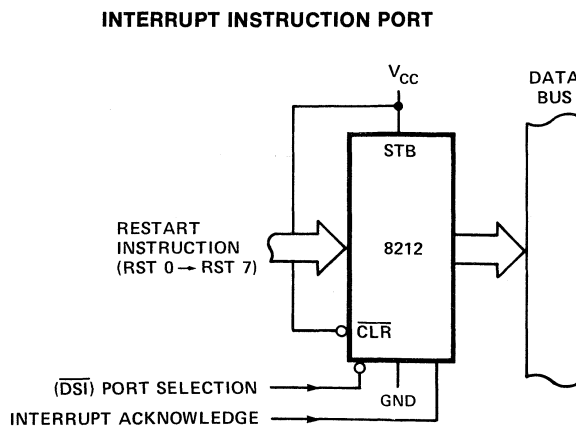 INTERRUPT INSTRUCTION PORT
VCC
DATA
BUS
STB
RESTART
INSTRUCTION
(RST 0 → RST 7)
8212
CLR
(DSI) PORT SELECTION
GND
INTERRUPT ACKNOWLEDGE